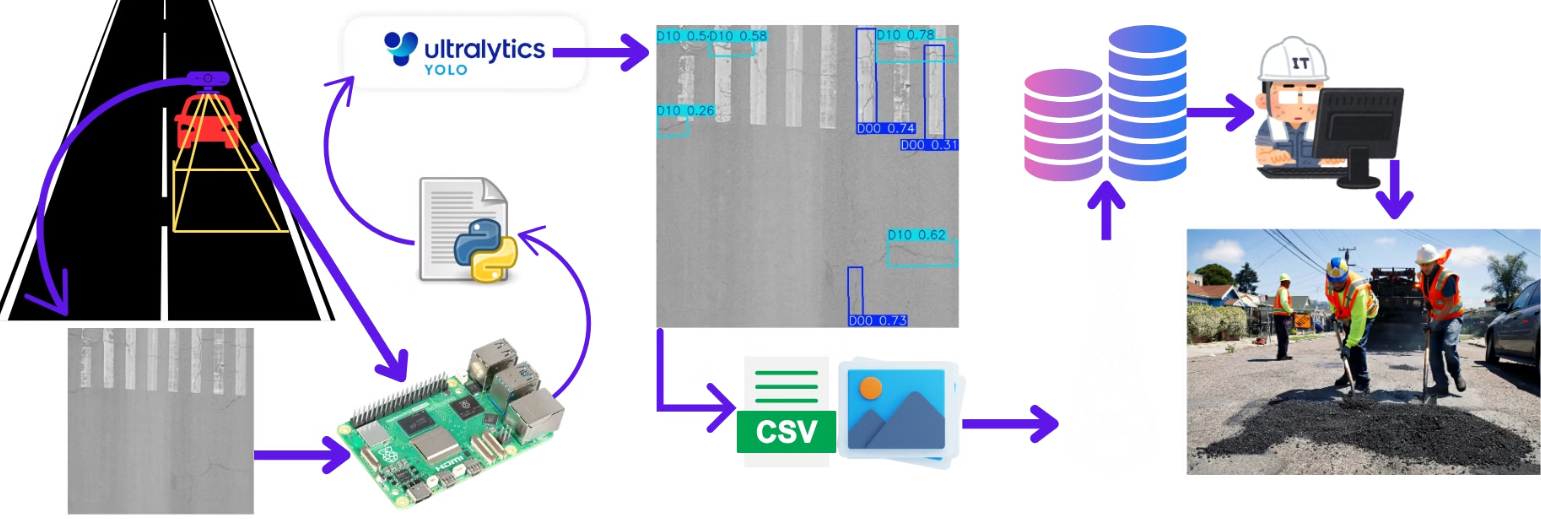 ultralytics
YOLO
D10 0.5
D10 0.58
D10 0.78
D10 0.26
D00 0.74
D00 0.31
D10 0.62
D00 0.73
IT
HDMI
CSV